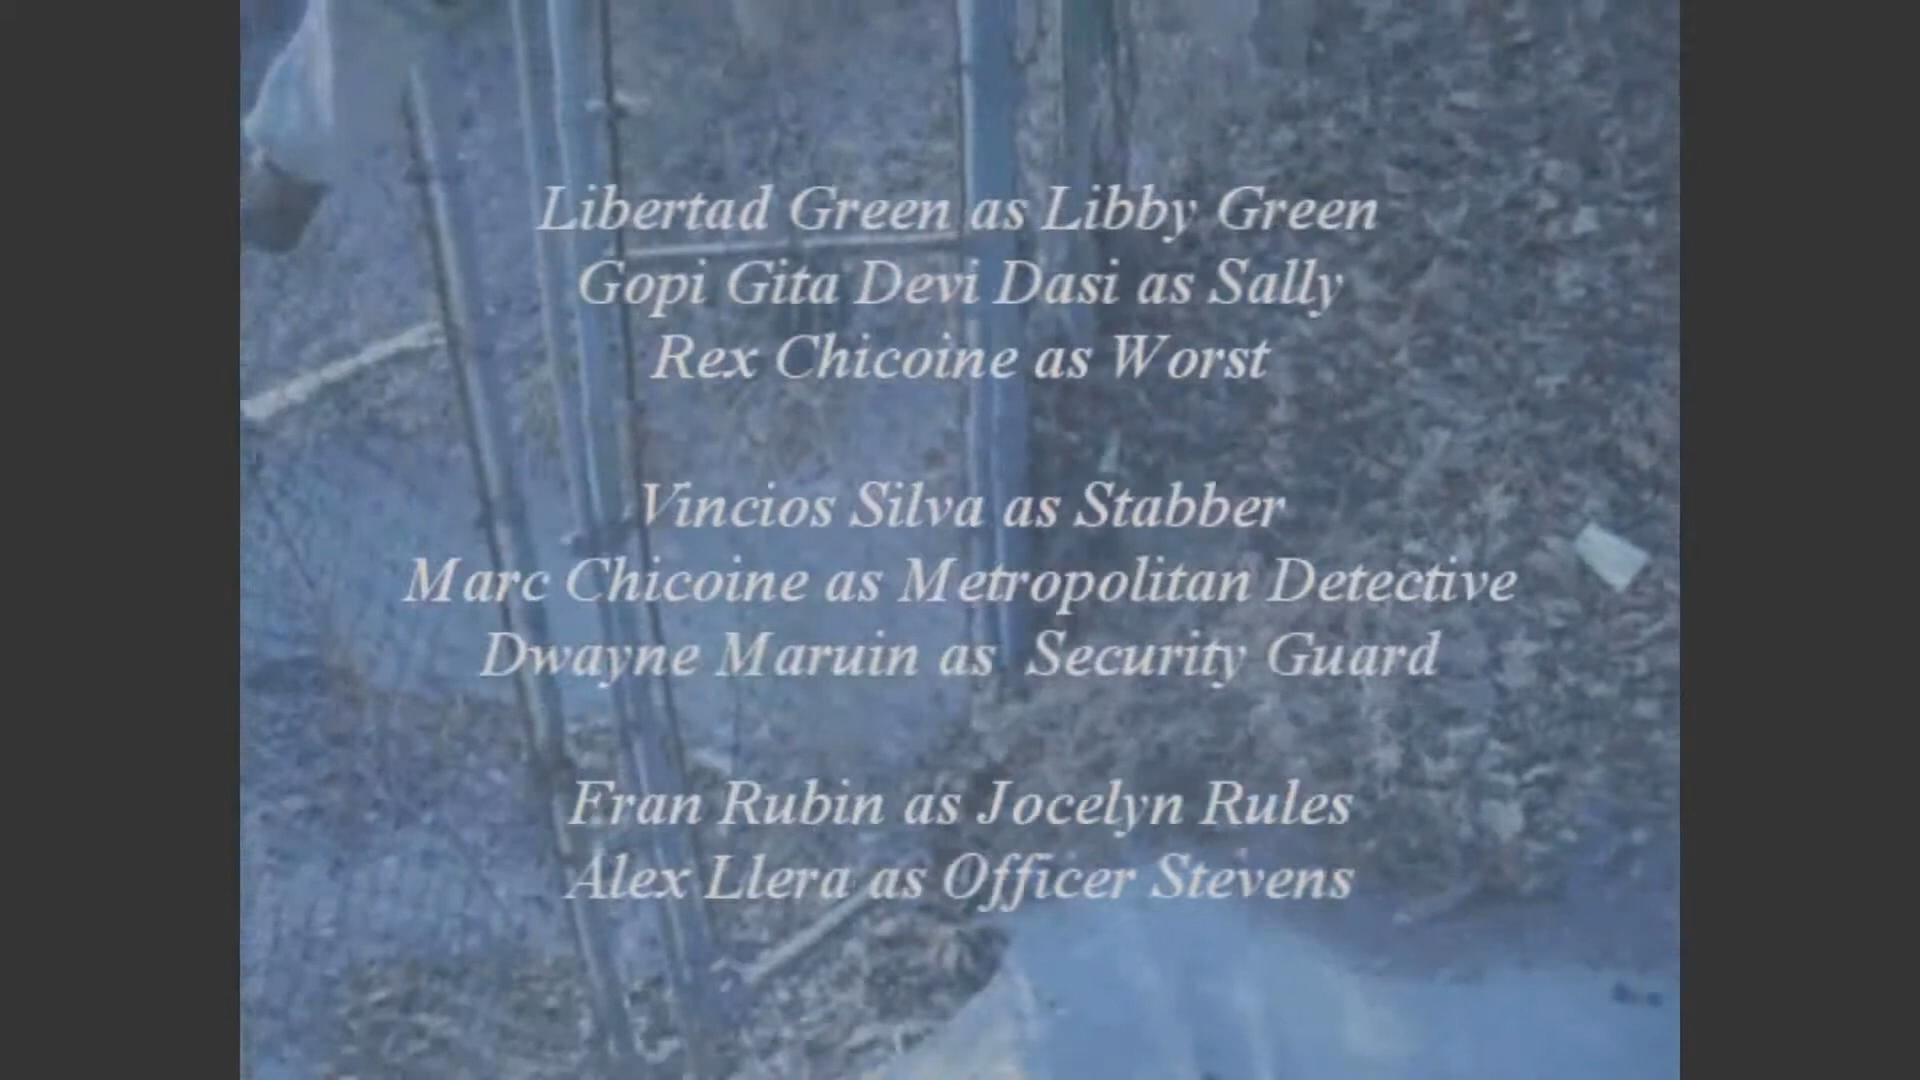 Libertad Green as Libby Green
Gopi Gita Devi Dasi as Sally
Rex Chicoine as Worst
Vincios Silva as Stabber
Marc Chicoine as Metropolitan Detective
Dwayne Maruin as Security Guard
Fran Rubin as Jocelyn Rules
Alex Llera as Officer Stevens